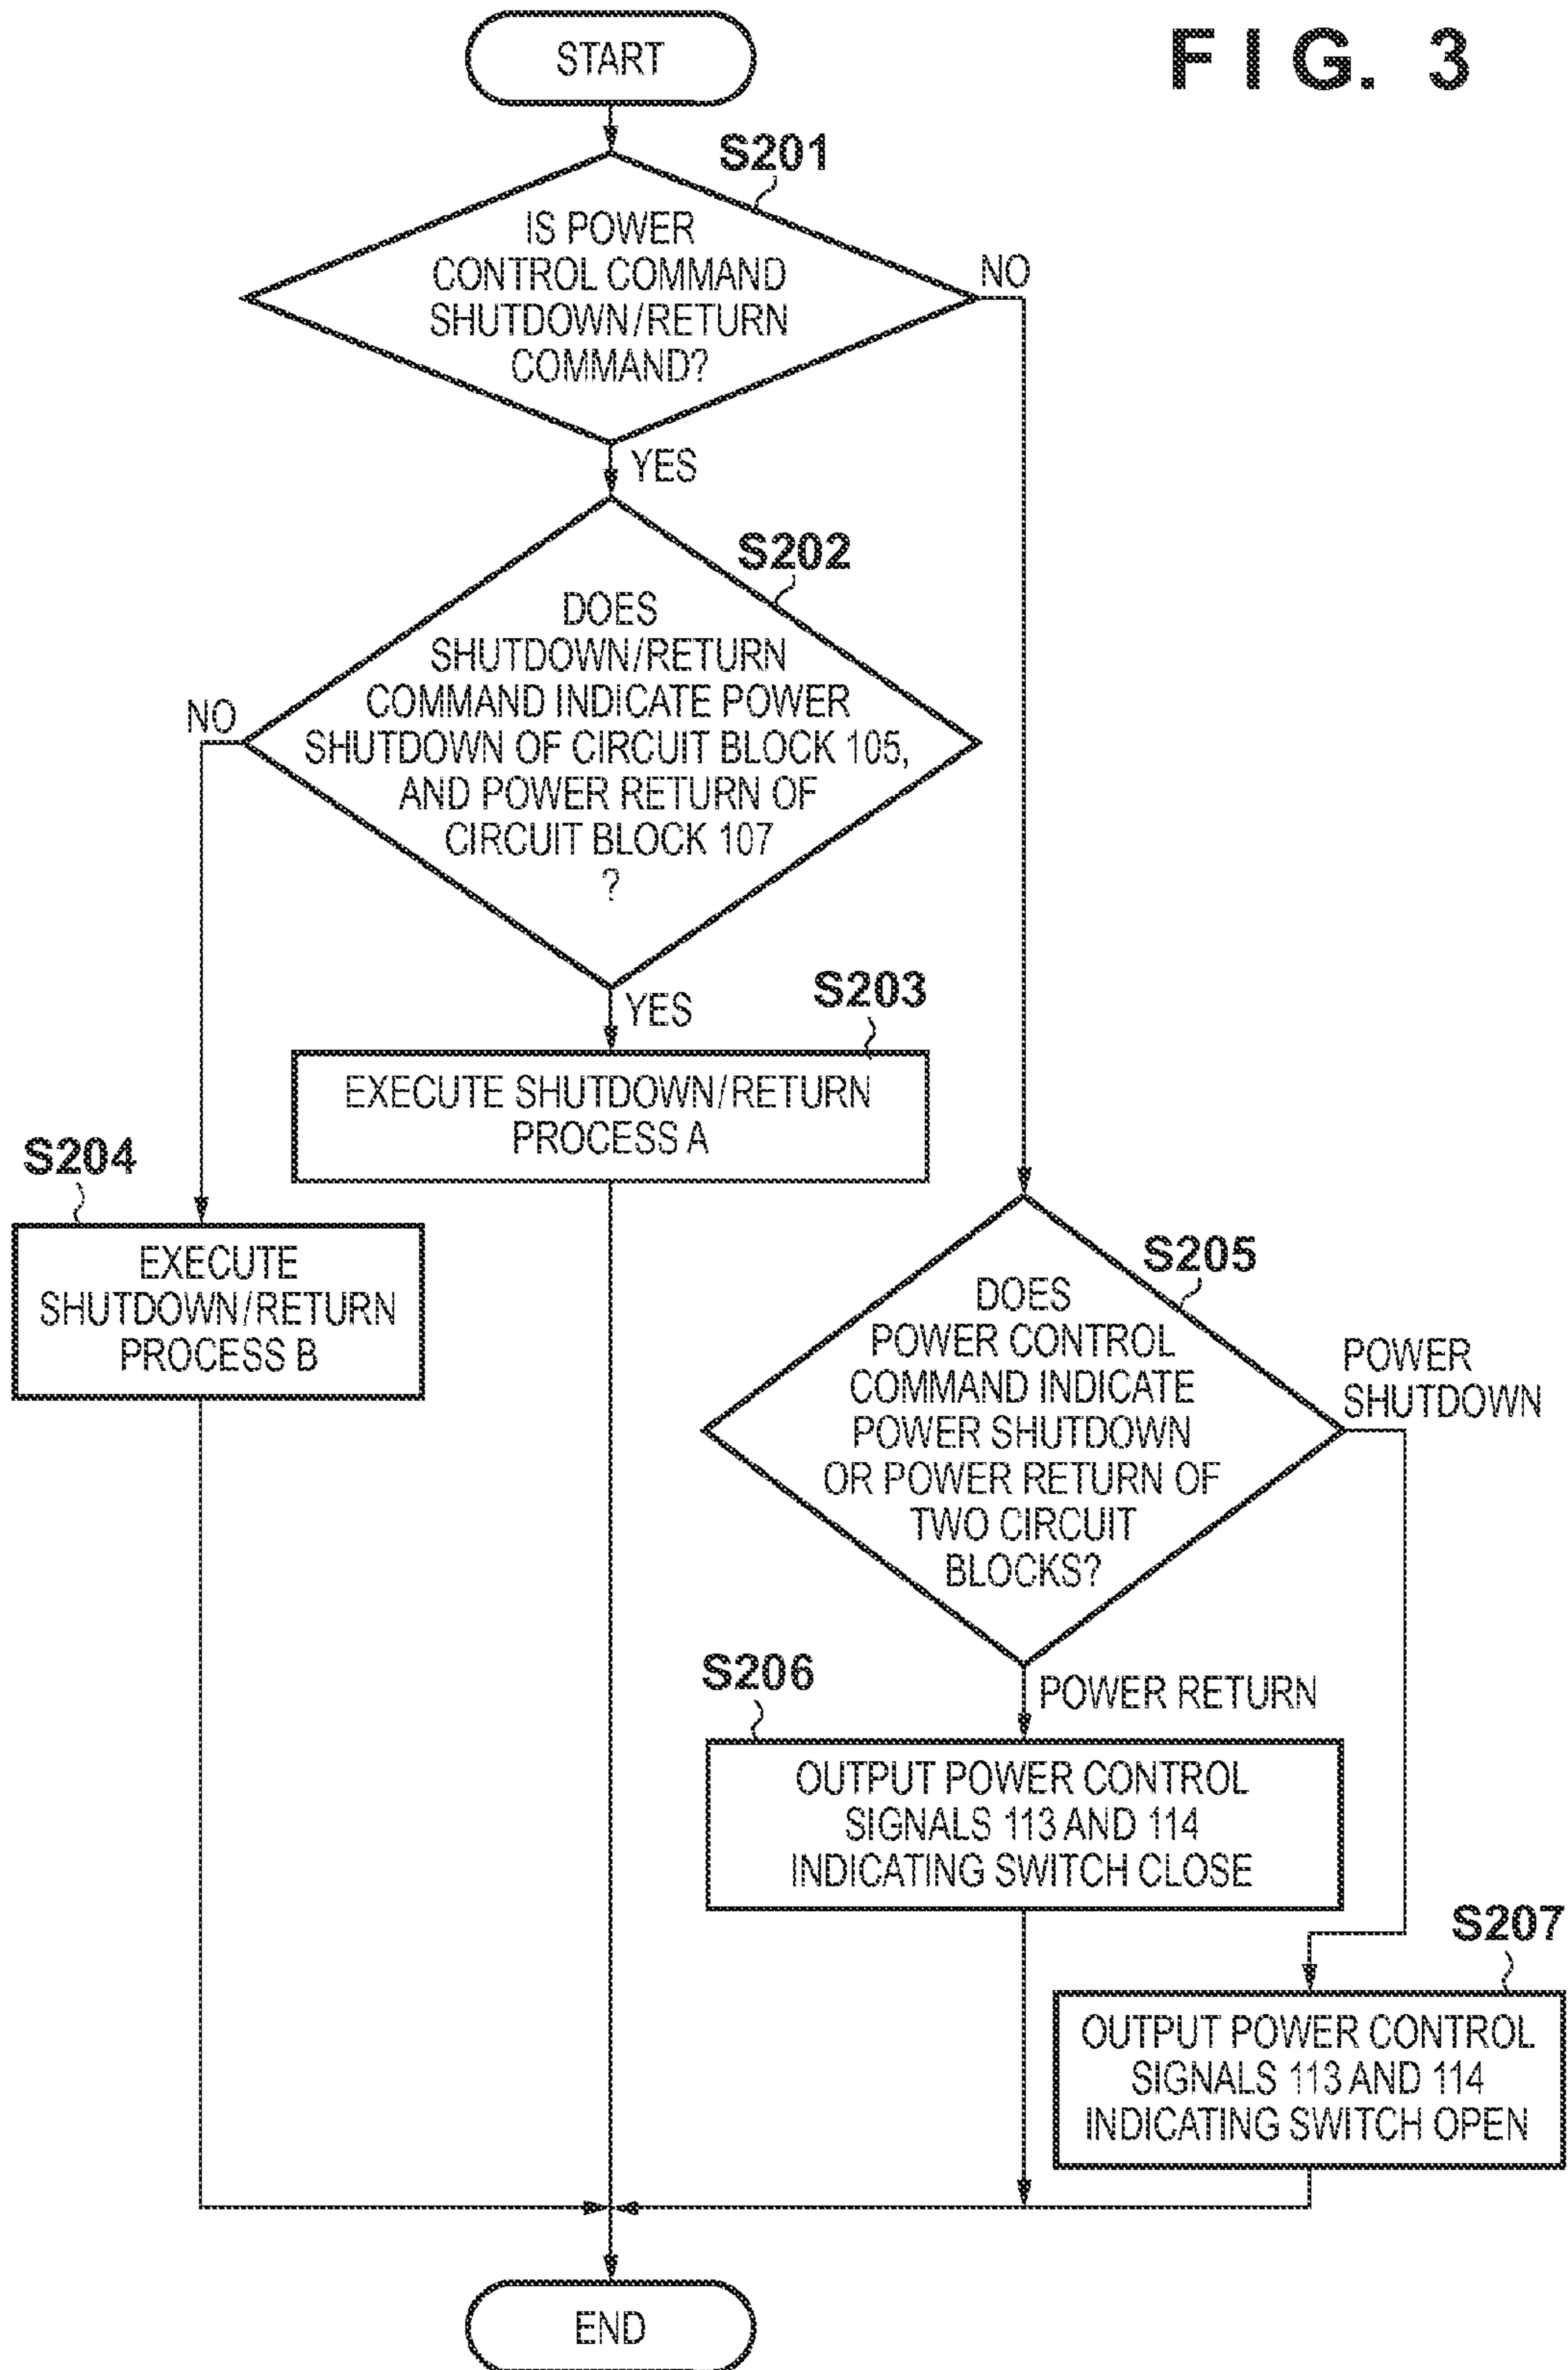 FIG. 3
START
S201
IS POWER
CONTROL COMMAND
SHUTDOWN/RETURN
COMMAND?
NO
YES
S202
DOES
SHUTDOWN/RETURN
COMMAND INDICATE POWER
SHUTDOWN OF CIRCUIT BLOCK 105,
AND POWER RETURN OF
CIRCUIT BLOCK 107
?
NO
YES
S203
EXECUTE SHUTDOWN/RETURN
PROCESS A
S204
EXECUTE
SHUTDOWN/RETURN
PROCESS B
S205
DOES
POWER CONTROL
COMMAND INDICATE
POWER SHUTDOWN
OR POWER RETURN OF
TWO CIRCUIT
BLOCKS?
POWER
SHUTDOWN
POWER RETURN
S206
OUTPUT POWER CONTROL
SIGNALS 113 AND 114
INDICATING SWITCH CLOSE
S207
OUTPUT POWER CONTROL
SIGNALS 113 AND 114
INDICATING SWITCH OPEN
END